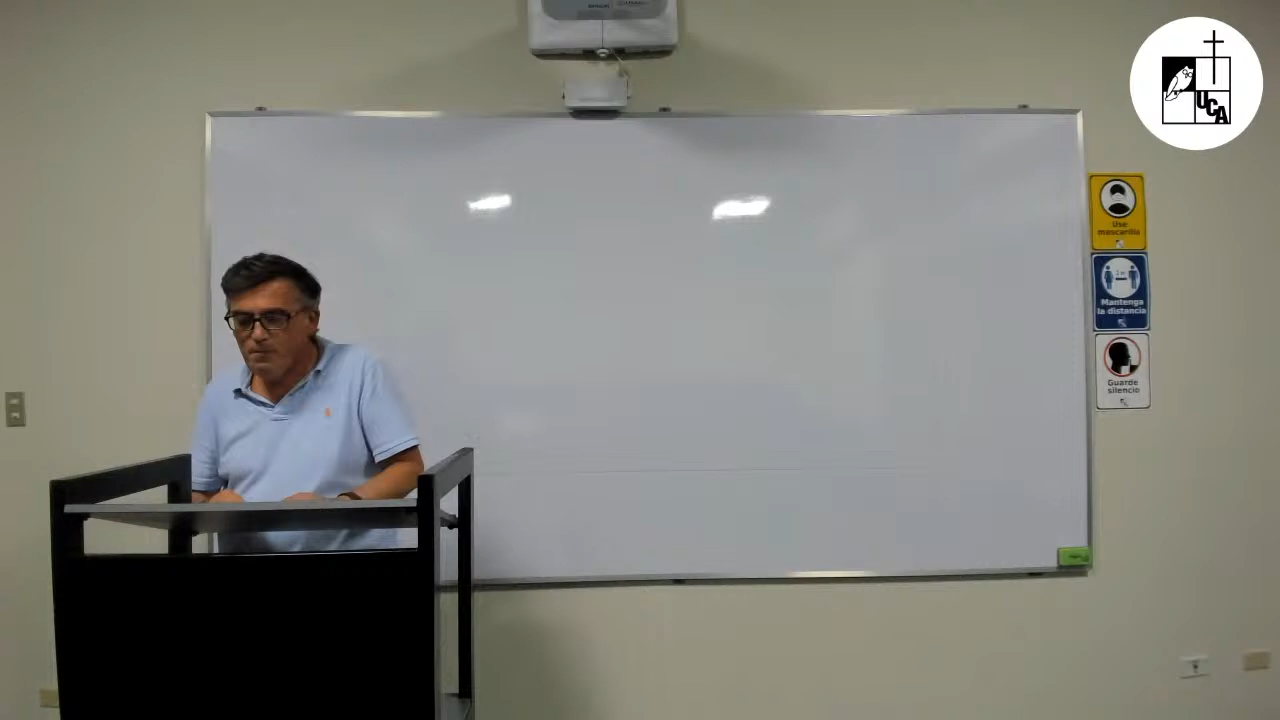 UCA
Use
mascarilla
Mantenga
la distancia
Guarde
silencio